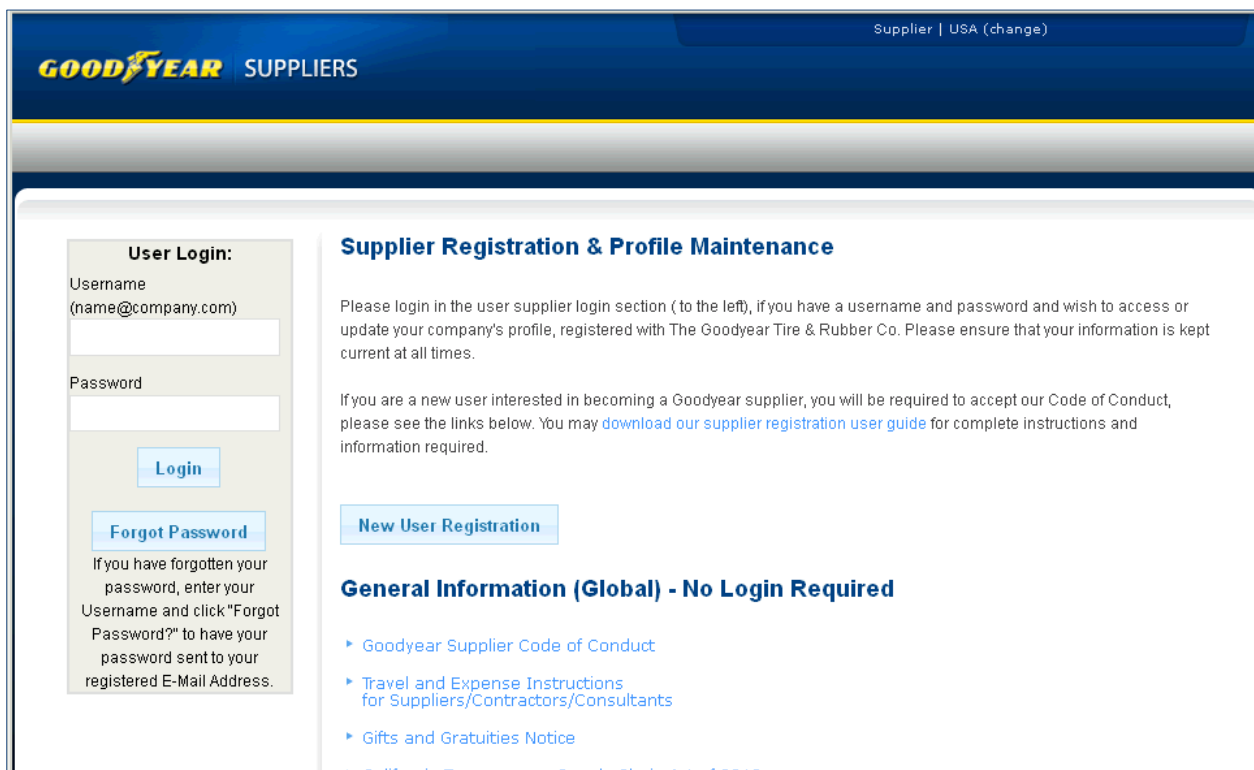 Supplier | USA (change)
GOODYEAR SUPPLIERS
User Login:
Username
(name@company.com)
Password
Login
Forgot Password
If you have forgotten your
password, enter your
Username and click "Forgot
Password?" to have your
password sent to your
registered E-Mail Address.
Supplier Registration & Profile Maintenance
Please login in the user supplier login section ( to the left), if you have a username and password and wish to access or
update your company's profile, registered with The Goodyear Tire & Rubber Co. Please ensure that your information is kept
current at all times.
If you are a new user interested in becoming a Goodyear supplier, you will be required to accept our Code of Conduct,
please see the links below. You may download our supplier registration user guide for complete instructions and
information required.
New User Registration
General Information (Global) - No Login Required
Goodyear Supplier Code of Conduct
Travel and Expense Instructions
for Suppliers/Contractors/Consultants
Gifts and Gratuities Notice